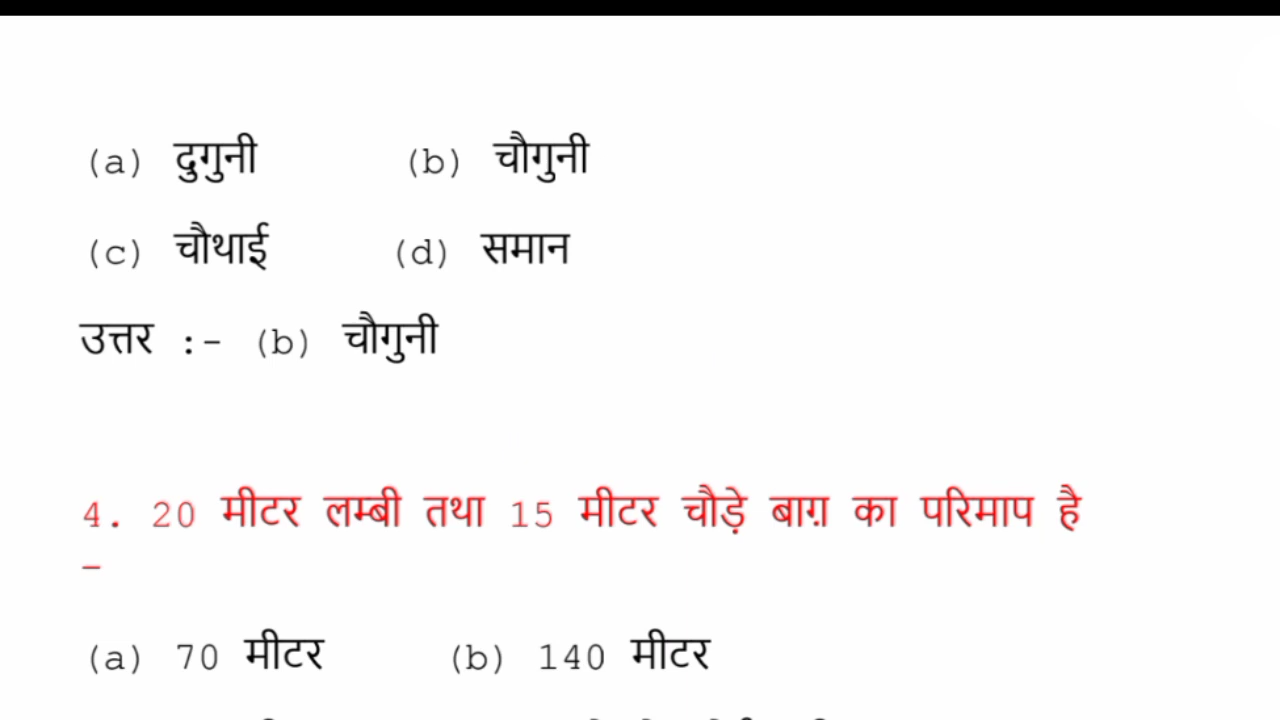 (a) दुगुनी (b) चौगुनी
(c) चौथाई (d) समान
उत्तर :- (b) चौगुनी
4. 20 मीटर लम्बी तथा 15 मीटर चौड़े बाग़ का परिमाप है
-
(a) 70 मीटर (b) 140 मीटर